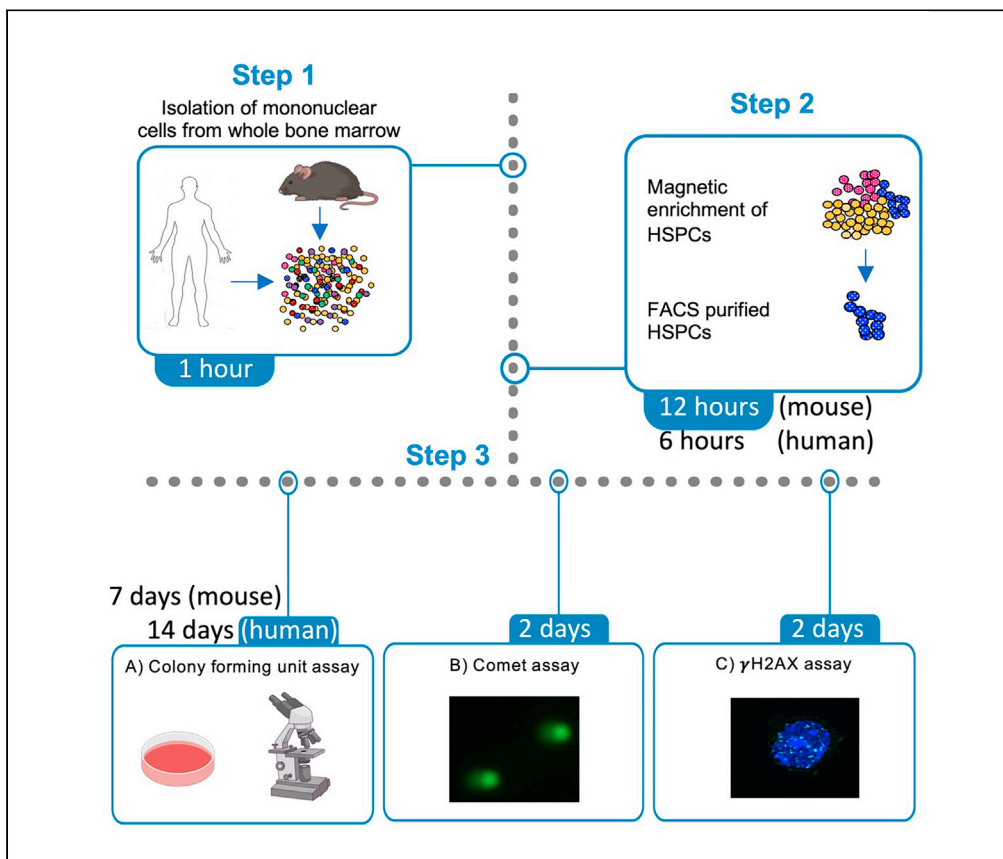 Step 1
Isolation of mononuclear
cells from whole bone marrow
1 hour
Step 2
Magnetic
enrichment of
HSPCs
FACS purified
HSPCs
12 hours (mouse)
6 hours (human)
Step 3
7 days (mouse)
14 days (human)
A) Colony forming unit assay
2 days
B) Comet assay
2 days
C) γH2AX assay